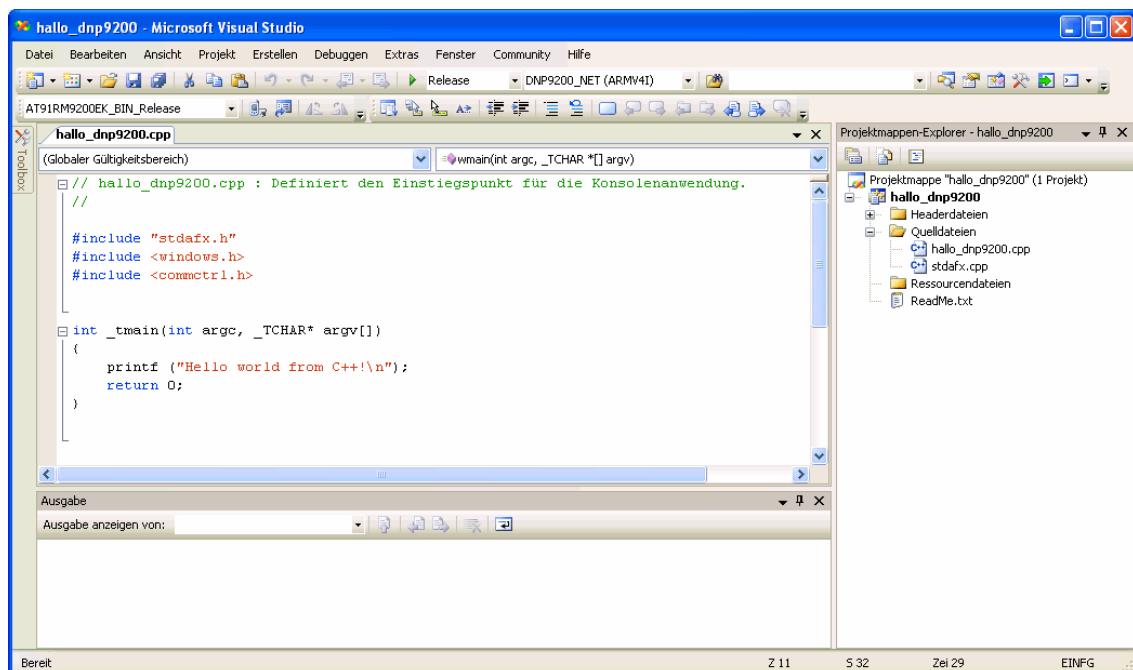 hallo_dnp9200 - Microsoft Visual Studio
Datei Bearbeiten Ansicht Projekt Erstellen Debuggen Extras Fenster Community Hilfe
Release DNP9200_NET (ARMV4I)
AT91RM9200EK_BIN_Release
Toolbox
hallo_dnp9200.cpp
(Globaler Gültigkeitsbereich) wmain(int argc, _TCHAR *[] argv)
// hallo_dnp9200.cpp : Definiert den Einstiegspunkt für die Konsolenanwendung.
//
#include "stdafx.h"
#include <windows.h>
#include <commctrl.h>
int _tmain(int argc, _TCHAR* argv[])
{
printf ("Hello world from C++!\n");
return 0;
}
Projektmappen-Explorer - hallo_dnp9200
Projektmappe "hallo_dnp9200" (1 Projekt)
hallo_dnp9200
Headerdateien
Quelldateien
hallo_dnp9200.cpp
stdafx.cpp
Ressourcendateien
ReadMe.txt
Ausgabe
Ausgabe anzeigen von:
Bereit Z 11 S 32 Zei 29 EINFG